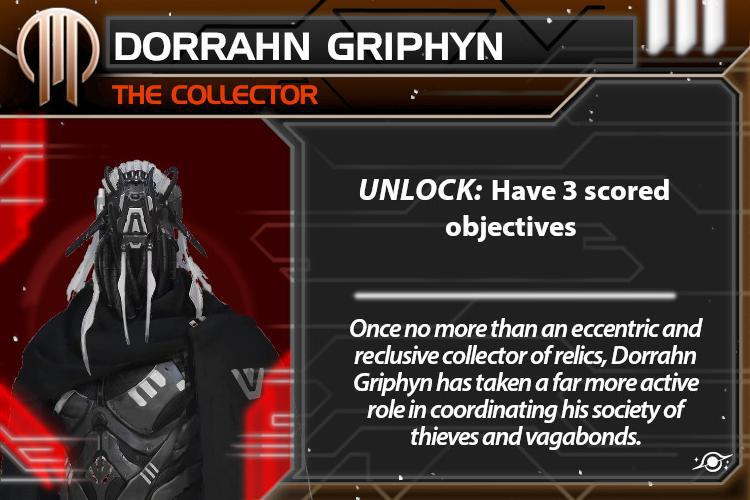 DORRAHN GRIPHYN
THE COLLECTOR
UNLOCK: Have 3 scored
objectives
Once no more than an eccentric and
reclusive collector of relics, Dorrahn
Griphyn has taken a far more active
role in coordinating his society of
thieves and vagabonds.